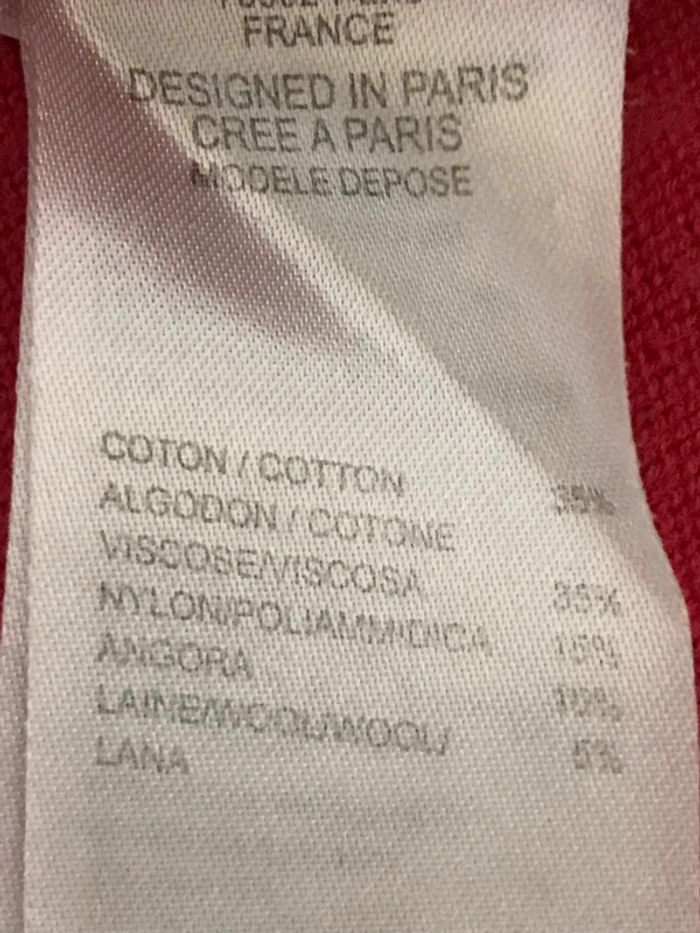 FRANCE
DESIGNED IN PARIS
CREE A PARIS
MODELE DEPOSE
COTON / COTTON 35%
ALGODON / COTONE
VISCOSE/VISCOSA 35%
NYLON/POLIAMMIDICA 15%
ANGORA 10%
LAINE/WOOL/WOOL/ 5%
LANA